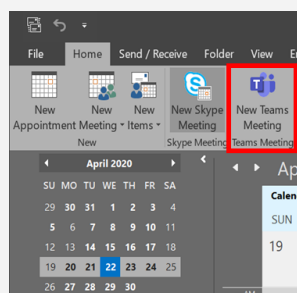 File Home Send / Receive Folder View
New Appointment
New Meeting
New Items
New Skype Meeting
New Teams Meeting
New
Skype Meeting
Teams Meeting
April 2020
SU MO TU WE TH FR SA
29 30 31 1 2 3 4
5 6 7 8 9 10 11
12 13 14 15 16 17 18
19 20 21 22 23 24 25
26 27 28 29 30
Ap
Calen
SUN
19